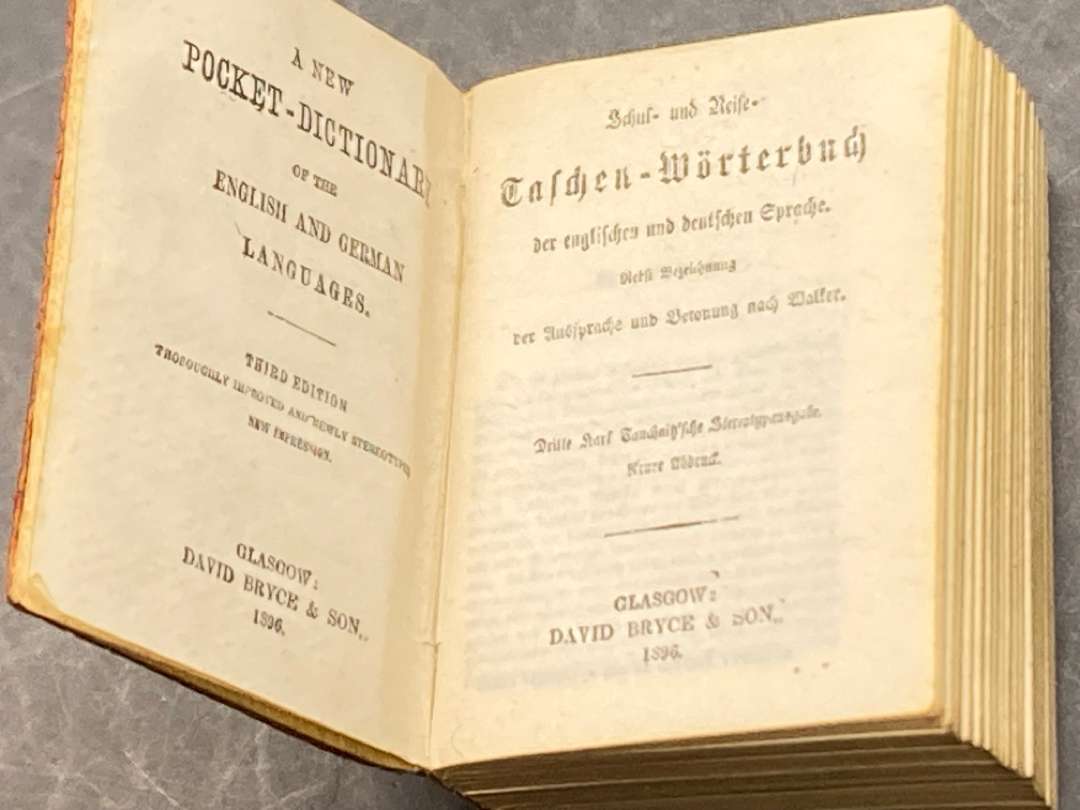 A NEW
POCKET-DICTIONARY
OF THE
ENGLISH AND GERMAN
LANGUAGES.
THIRD EDITION
THOROUGHLY IMPROVED AND NEWLY STEREOTYPED
NEW IMPRESSION.
GLASGOW:
DAVID BRYCE & SON.
1896.
Schul- und Reise-
Taschen-Wörterbuch
der englischen und deutschen Sprache.
Nebst Bezeichnung
der Aussprache und Betonung nach Walker.
Dritte Karl Tauchnitz'sche Stereotypausgabe.
Neuer Abdruck.
GLASGOW:
DAVID BRYCE & SON.
1896.